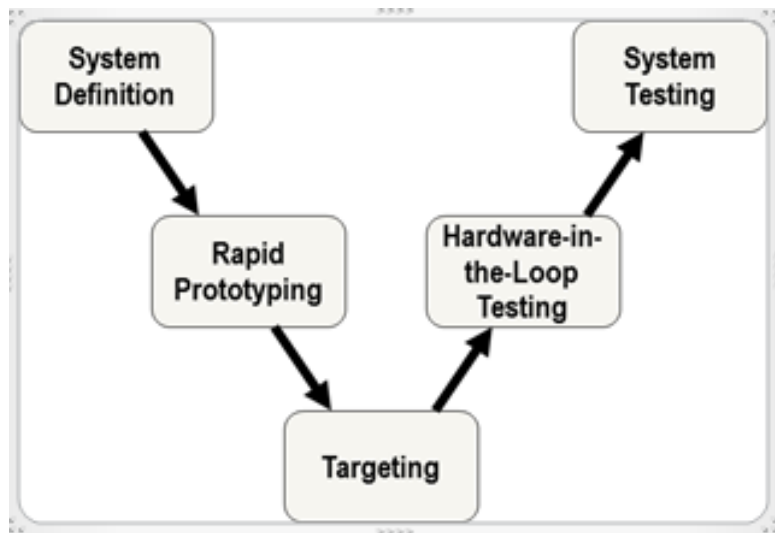 System
Definition
System
Testing
Rapid
Prototyping
Hardware-in-
the-Loop
Testing
Targeting